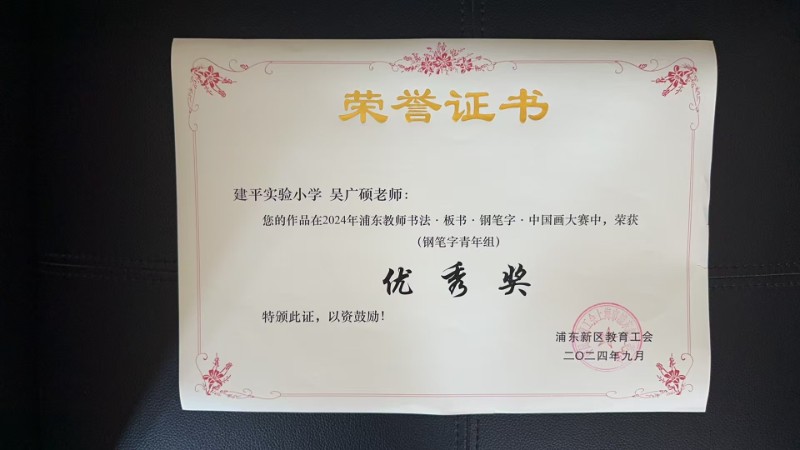 荣誉证书
建平实验小学 吴广硕老师：
您的作品在2024年浦东教师书法·板书·钢笔字·中国画大赛中，荣获
（钢笔字青年组）
优秀奖
特颁此证，以资鼓励！
浦东新区教育工会
二〇二四年九月